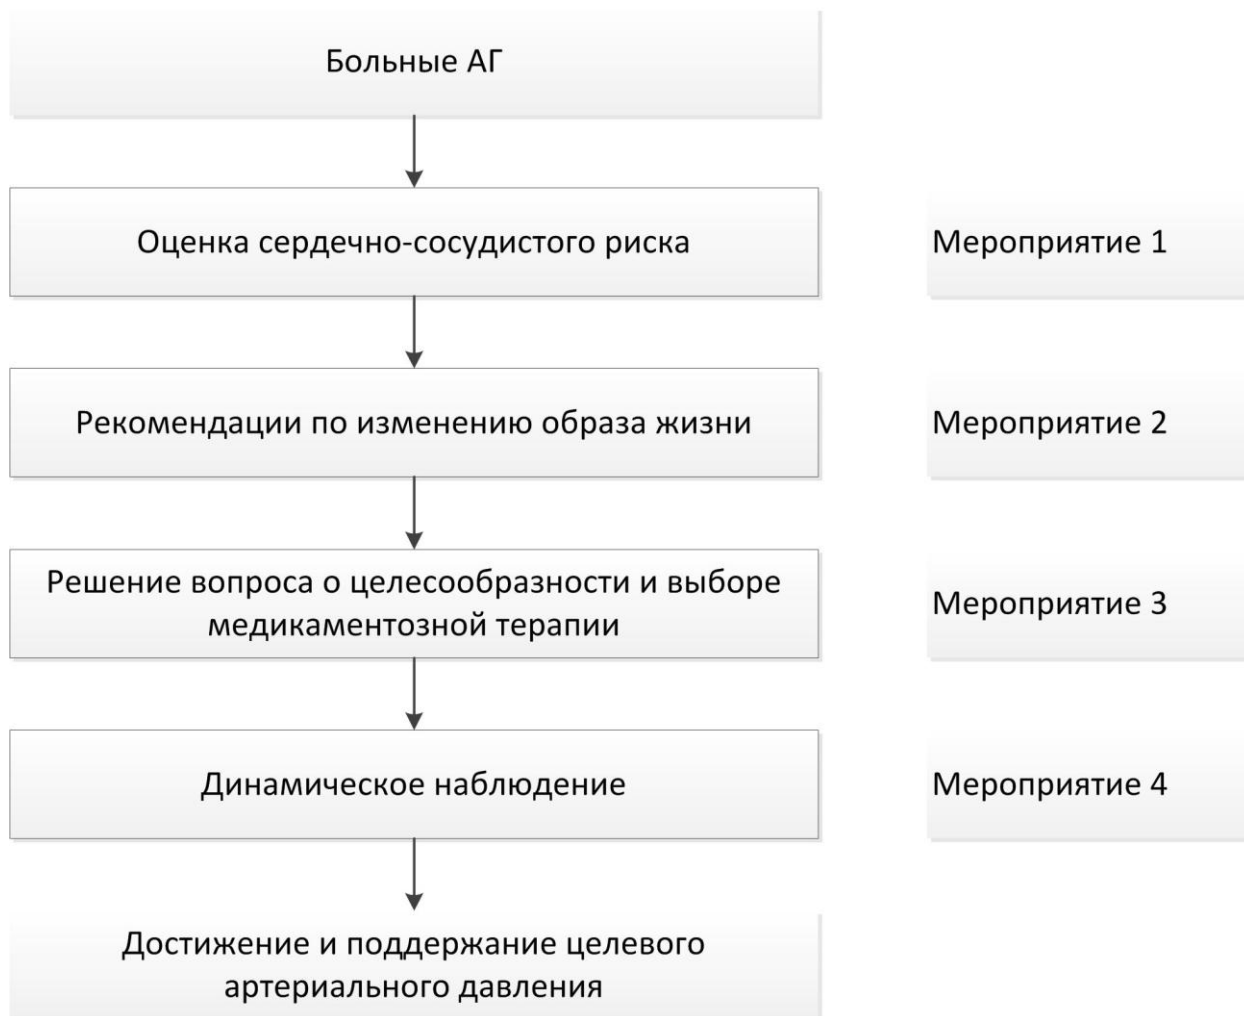 Больные АГ
Оценка сердечно-сосудистого риска
Мероприятие 1
Рекомендации по изменению образа жизни
Мероприятие 2
Решение вопроса о целесообразности и выборе
медикаментозной терапии
Мероприятие 3
Динамическое наблюдение
Мероприятие 4
Достижение и поддержание целевого
артериального давления